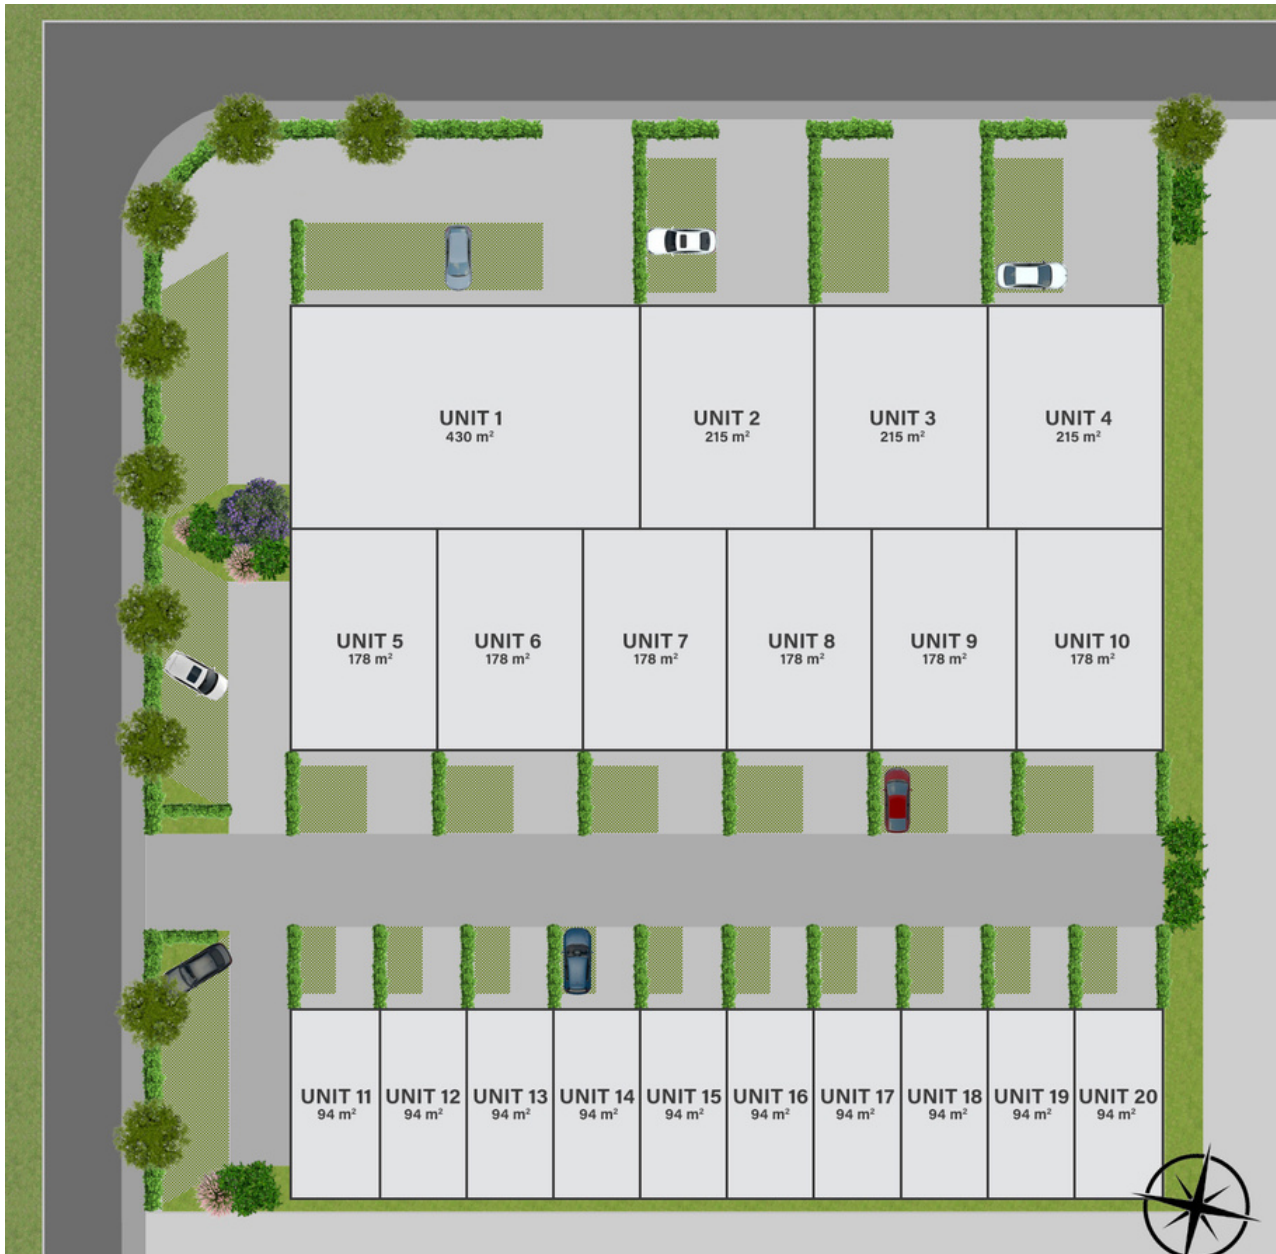 UNIT 1
430 m²
UNIT 2
215 m²
UNIT 3
215 m²
UNIT 4
215 m²
UNIT 5
178 m²
UNIT 6
178 m²
UNIT 7
178 m²
UNIT 8
178 m²
UNIT 9
178 m²
UNIT 10
178 m²
UNIT 11
94 m²
UNIT 12
94 m²
UNIT 13
94 m²
UNIT 14
94 m²
UNIT 15
94 m²
UNIT 16
94 m²
UNIT 17
94 m²
UNIT 18
94 m²
UNIT 19
94 m²
UNIT 20
94 m²